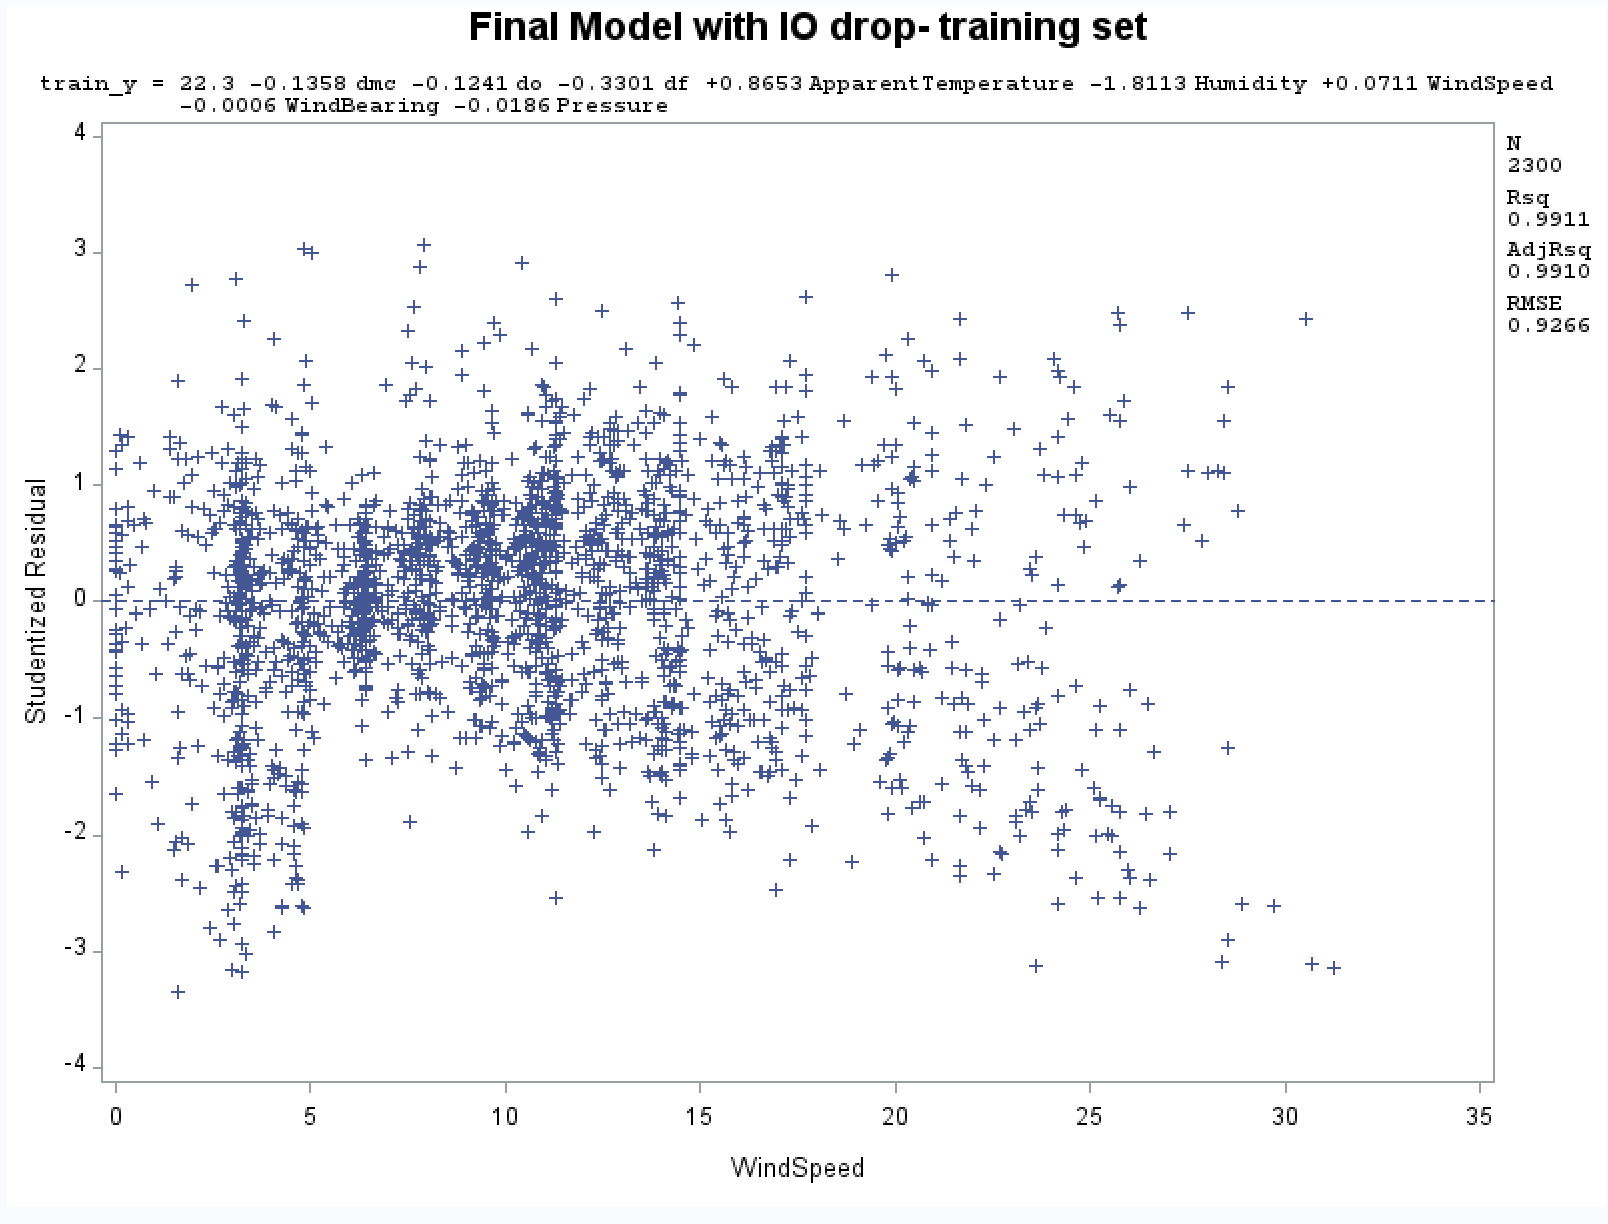 Final Model with IO drop- training set
train_y = 22.3 -0.1358 dmc -0.1241 do -0.3301 df +0.8653 ApparentTemperature -1.8113 Humidity +0.0711 WindSpeed
-0.0006 WindBearing -0.0186 Pressure
4
3
2
1
0
-1
-2
-3
-4
Studentized Residual
N
2300
Rsq
0.9911
AdjRsq
0.9910
RMSE
0.9266
0 5 10 15 20 25 30 35
WindSpeed